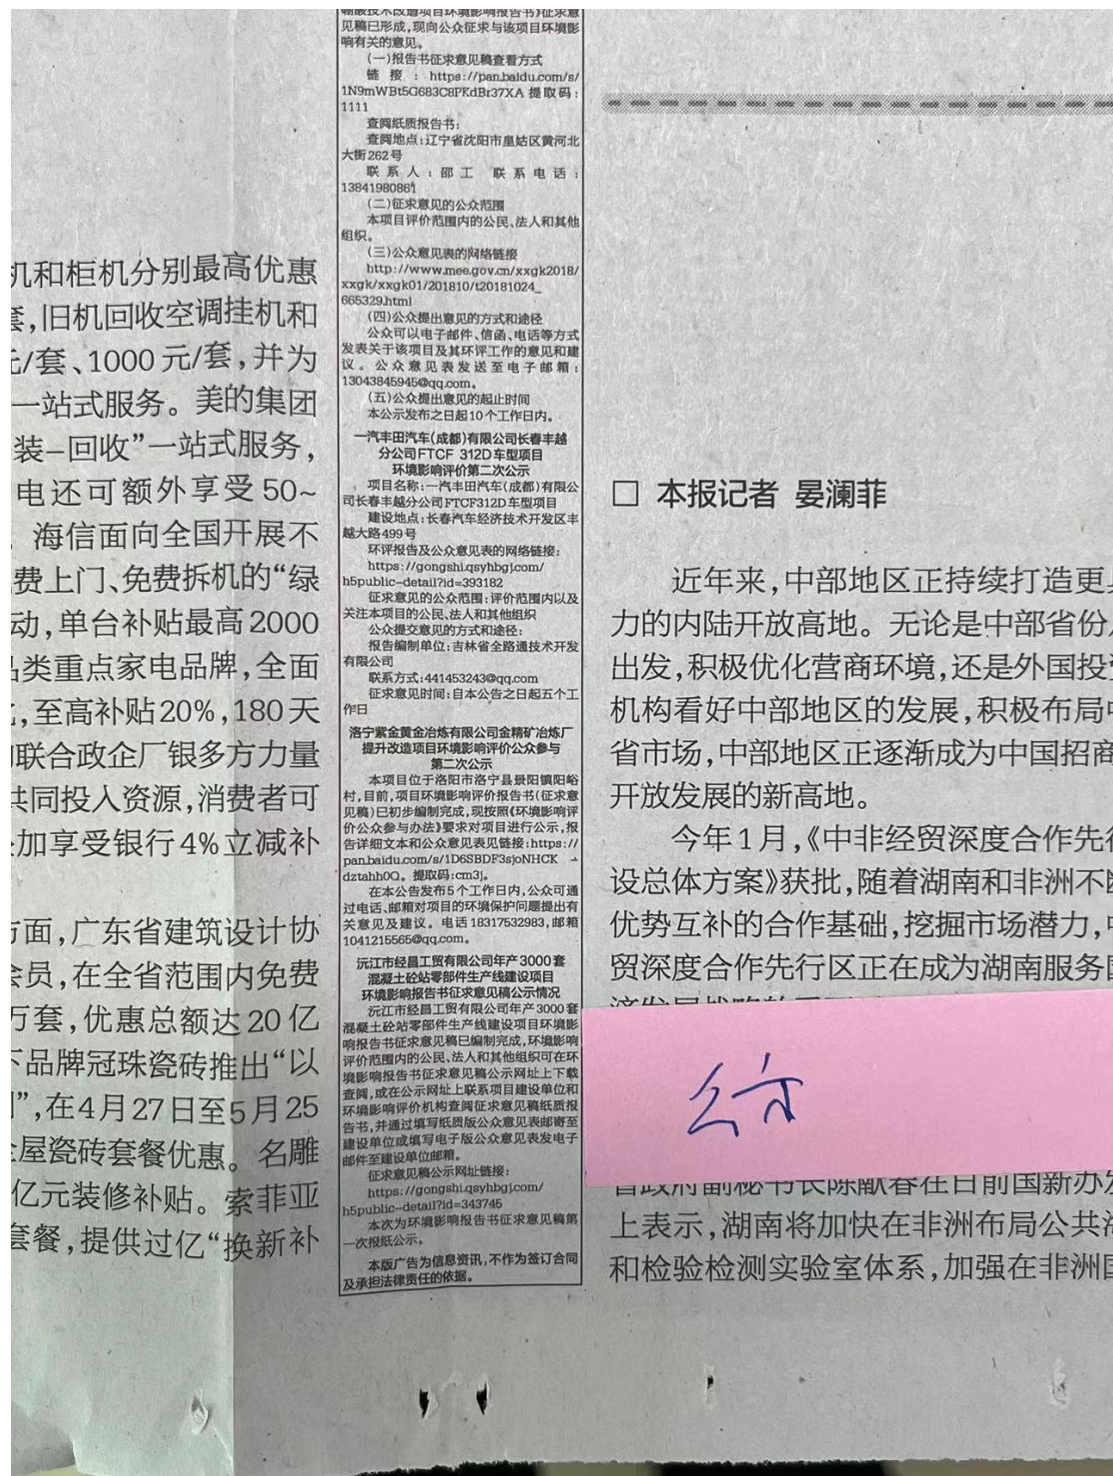 机和柜机分别最高优惠
套,旧机回收空调挂机和
元/套、1000元/套,并为
一站式服务。美的集团
装-回收”一站式服务,
电还可额外享受50~
海信面向全国开展不
费上门、免费拆机的“绿
动,单台补贴最高2000
品类重点家电品牌,全面
,至高补贴20%,180天
联合政企厂银多方力量
共同投入资源,消费者可
加享受银行4%立减补
方面,广东省建筑设计协
会员,在全省范围内免费
万套,优惠总额达20亿
下品牌冠珠瓷砖推出“以
”,在4月27日至5月25
全屋瓷砖套餐优惠。名雕
亿元装修补贴。索菲亚
套餐,提供过亿“换新补
技术改造项目环境影响报告书》征求意
见稿已形成,现向公众征求与该项目环境影
响有关的意见。
(一)报告书征求意见稿查看方式
链接:https://pan.baidu.com/s/
1N9mWBt5G683C8PKdBr37XA 提取码:
1111
查阅纸质报告书:
查阅地点:辽宁省沈阳市皇姑区黄河北
大街262号
联系人:邵工 联系电话:
13841980861
(二)征求意见的公众范围
本项目评价范围内的公民、法人和其他
组织。
(三)公众意见表的网络链接
http://www.mee.gov.cn/xxgk2018/
xxgk/xxgk01/201810/t20181024_
665329.html
(四)公众提出意见的方式和途径
公众可以电子邮件、信函、电话等方式
发表关于该项目及其环评工作的意见和建
议。公众意见表发送至电子邮箱:
13043845945@qq.com。
(五)公众提出意见的起止时间
本公示发布之日起10个工作日内。
一汽丰田汽车(成都)有限公司长春丰越
分公司FTCF 312D车型项目
环境影响评价第二次公示
项目名称:一汽丰田汽车(成都)有限公
司长春丰越分公司FTCF312D车型项目
建设地点:长春汽车经济技术开发区丰
越大路499号
环评报告及公众意见表的网络链接:
https://gongshi.qsyhbgj.com/
h5public-detail?id=393182
征求意见的公众范围:评价范围内以及
关注本项目的公民、法人和其他组织
公众提交意见的方式和途径:
报告编制单位:吉林省全路通技术开发
有限公司
联系方式:441453243@qq.com
征求意见时间:自本公告之日起五个工
作日
洛宁紫金黄金冶炼有限公司金精矿冶炼厂
提升改造项目环境影响评价公众参与
第二次公示
本项目位于洛阳市洛宁县景阳镇阳峪
村,目前,项目环境影响评价报告书(征求意
见稿)已初步编制完成,现按照《环境影响评
价公众参与办法》要求对项目进行公示,报
告详细文本和公众意见表见链接:https://
pan.baidu.com/s/1D6SBDF3sjoNHCK-
dztahh0Q。提取码:cm3j。
在本公告发布5个工作日内,公众可通
过电话、邮箱对项目的环境保护问题提出有
关意见及建议。电话18317532983,邮箱
1041215565@qq.com。
沅江市经昌工贸有限公司年产3000套
混凝土砼站零部件生产线建设项目
环境影响报告书征求意见稿公示情况
沅江市经昌工贸有限公司年产3000套
混凝土砼站零部件生产线建设项目环境影
响报告书征求意见稿已编制完成,环境影响
评价范围内的公民、法人和其他组织可在环
境影响报告书征求意见稿公示网址上下载
查阅,或在公示网址上联系项目建设单位和
环境影响评价机构查阅征求意见稿纸质报
告书,并通过填写纸质版公众意见表邮寄至
建设单位或填写电子版公众意见表发电子
邮件至建设单位邮箱。
征求意见稿公示网址链接:
https://gongshi.qsyhbgj.com/
h5public-detail?id=343745
本次为环境影响报告书征求意见稿第
一次报纸公示。
本版广告为信息资讯,不作为签订合同
及承担法律责任的依据。
□ 本报记者 晏澜菲
近年来,中部地区正持续打造更具
力的内陆开放高地。无论是中部省份从
出发,积极优化营商环境,还是外国投资
机构看好中部地区的发展,积极布局中
省市场,中部地区正逐渐成为中国招商
开放发展的新高地。
今年1月,《中非经贸深度合作先行
设总体方案》获批,随着湖南和非洲不断
优势互补的合作基础,挖掘市场潜力,中
贸深度合作先行区正在成为湖南服务国
省政府副秘书长陈献春在日前国新办发
上表示,湖南将加快在非洲布局公共海
和检验检测实验室体系,加强在非洲国